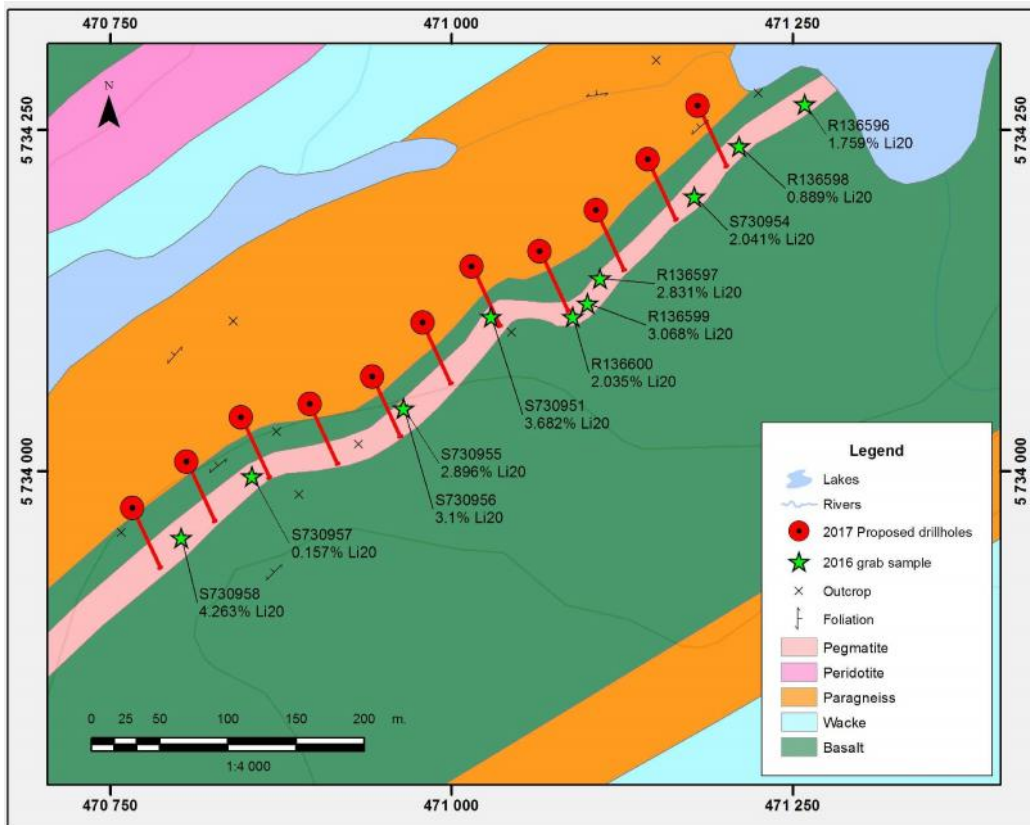 470 750
471 000
471 250
5 734 250
5 734 250
N
R136596
1.759% Li20
R136598
0.889% Li20
S730954
2.041% Li20
R136597
2.831% Li20
R136599
3.068% Li20
R136600
2.035% Li20
S730951
3.682% Li20
S730955
2.896% Li20
S730956
3.1% Li20
S730957
0.157% Li20
S730958
4.263% Li20
5 734 000
5 734 000
Legend
Lakes
Rivers
2017 Proposed drillholes
2016 grab sample
Outcrop
Foliation
Pegmatite
Peridotite
Paragneiss
Wacke
Basalt
0 25 50 100 150 200 m.
1:4 000
470 750
471 000
471 250